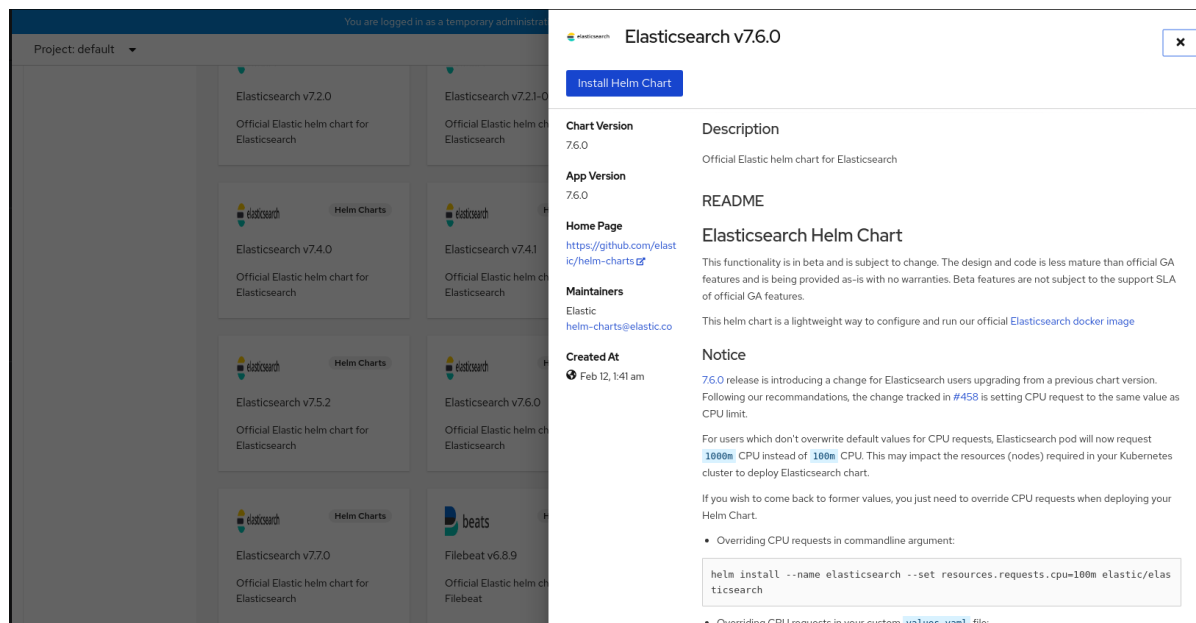 You are logged in as a temporary administrati
Project: default
Elasticsearch v7.2.0
Official Elastic helm chart for
Elasticsearch
Elasticsearch v7.2.1-0
Official Elastic helm ch
Elasticsearch
elasticsearch
Helm Charts
Elasticsearch v7.4.0
Official Elastic helm chart for
Elasticsearch
elasticsearch
H
Elasticsearch v7.4.1
Official Elastic helm ch
Elasticsearch
elasticsearch
Helm Charts
Elasticsearch v7.5.2
Official Elastic helm chart for
Elasticsearch
elasticsearch
H
Elasticsearch v7.6.0
Official Elastic helm ch
Elasticsearch
elasticsearch
Helm Charts
Elasticsearch v7.7.0
Official Elastic helm chart for
Elasticsearch
beats
H
Filebeat v6.8.9
Official Elastic helm ch
Filebeat
elasticsearch
Elasticsearch v7.6.0
Install Helm Chart
Chart Version
7.6.0
App Version
7.6.0
Home Page
https://github.com/elast
ic/helm-charts
Maintainers
Elastic
helm-charts@elastic.co
Created At
Feb 12, 1:41 am
Description
Official Elastic helm chart for Elasticsearch
README
Elasticsearch Helm Chart
This functionality is in beta and is subject to change. The design and code is less mature than official GA
features and is being provided as-is with no warranties. Beta features are not subject to the support SLA
of official GA features.
This helm chart is a lightweight way to configure and run our official Elasticsearch docker image
Notice
7.6.0 release is introducing a change for Elasticsearch users upgrading from a previous chart version.
Following our recommandations, the change tracked in #458 is setting CPU request to the same value as
CPU limit.
For users which don't overwrite default values for CPU requests, Elasticsearch pod will now request
1000m CPU instead of 100m CPU. This may impact the resources (nodes) required in your Kubernetes
cluster to deploy Elasticsearch chart.
If you wish to come back to former values, you just need to override CPU requests when deploying your
Helm Chart.
• Overriding CPU requests in commandline argument:
helm install --name elasticsearch --set resources.requests.cpu=100m elastic/elas
ticsearch
• Overriding CPU requests in your custom values.yaml file: